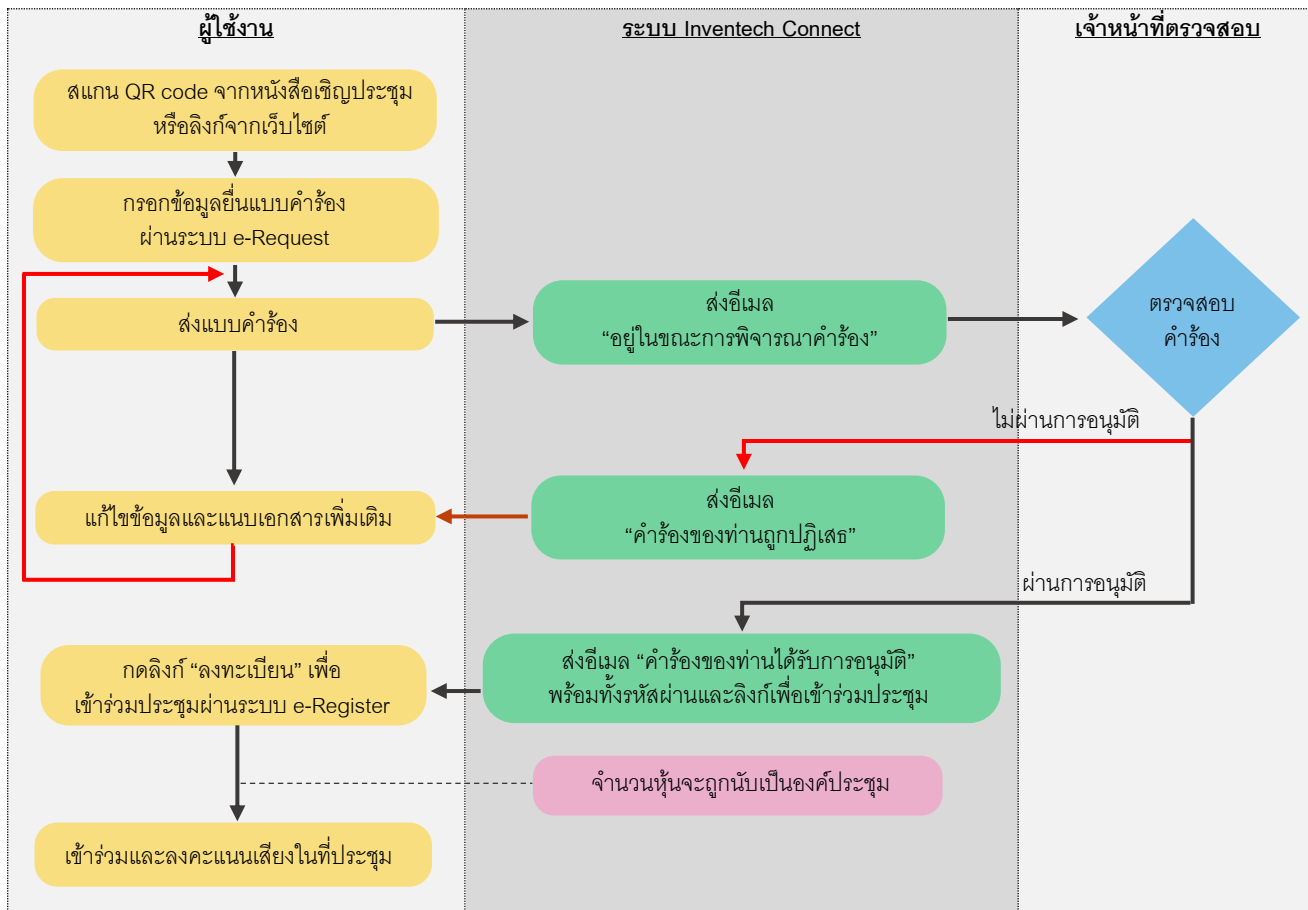 ผู้ใช้งาน
ระบบ Inventech Connect
เจ้าหน้าที่ตรวจสอบ
สแกน QR code จากหนังสือเชิญประชุม
หรือลิงก์จากเว็บไซต์
กรอกข้อมูลยื่นแบบคำร้อง
ผ่านระบบ e-Request
ส่งแบบคำร้อง
ส่งอีเมล
“อยู่ในขณะการพิจารณาคำร้อง”
ตรวจสอบ
คำร้อง
ไม่ผ่านการอนุมัติ
แก้ไขข้อมูลและแนบเอกสารเพิ่มเติม
ส่งอีเมล
“คำร้องของท่านถูกปฏิเสธ”
ผ่านการอนุมัติ
กดลิงก์ “ลงทะเบียน” เพื่อ
เข้าร่วมประชุมผ่านระบบ e-Register
ส่งอีเมล “คำร้องของท่านได้รับการอนุมัติ”
พร้อมทั้งรหัสผ่านและลิงก์เพื่อเข้าร่วมประชุม
จำนวนหุ้นจะถูกนับเป็นองค์ประชุม
เข้าร่วมและลงคะแนนเสียงในที่ประชุม